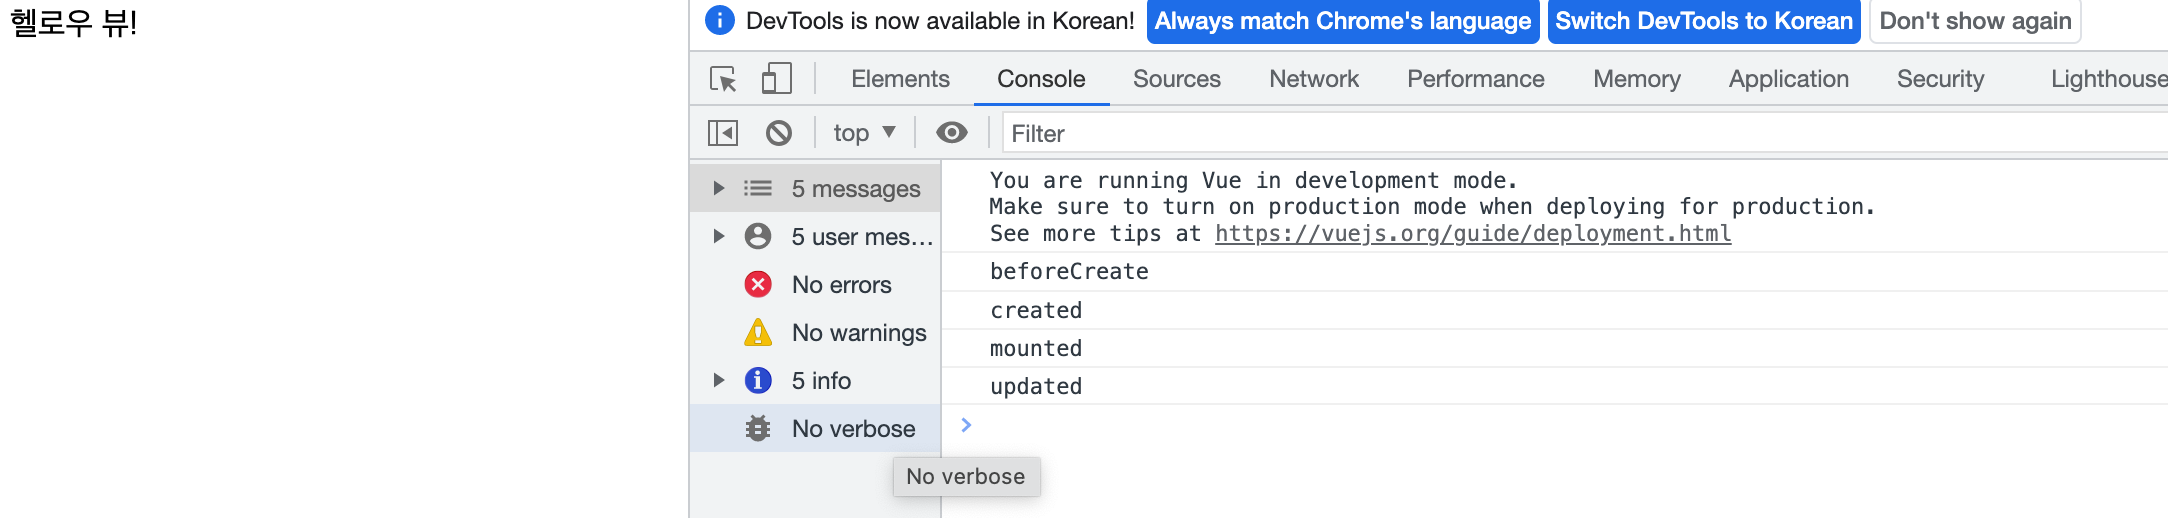 헬로우 뷰!
DevTools is now available in Korean! Always match Chrome's language Switch DevTools to Korean Don't show again
Elements Console Sources Network Performance Memory Application Security Lighthouse
top Filter
5 messages
5 user mes...
No errors
No warnings
5 info
No verbose
No verbose
You are running Vue in development mode.
Make sure to turn on production mode when deploying for production.
See more tips at https://vuejs.org/guide/deployment.html
beforeCreate
created
mounted
updated